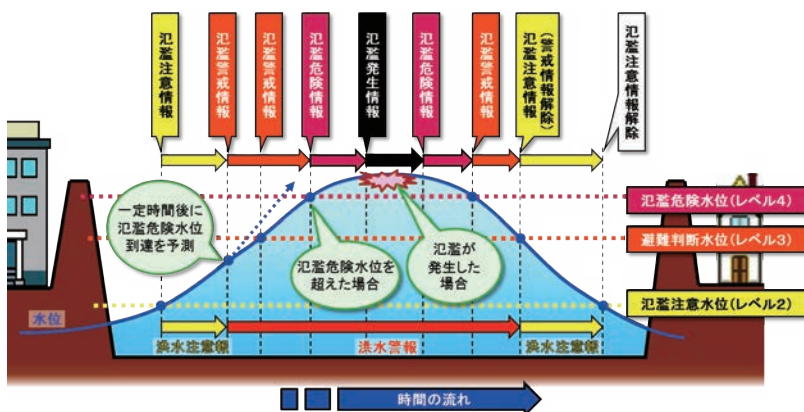 氾濫注意情報
氾濫警戒情報
氾濫警戒情報
氾濫危険情報
氾濫発生情報
氾濫危険情報
氾濫警戒情報
氾濫注意情報
(警戒情報解除)
氾濫注意情報解除
一定時間後に
氾濫危険水位
到達を予測
氾濫危険水位を
超えた場合
氾濫が
発生した
場合
氾濫危険水位(レベル4)
避難判断水位(レベル3)
氾濫注意水位(レベル2)
水位
洪水注意報
洪水警報
洪水注意報
時間の流れ